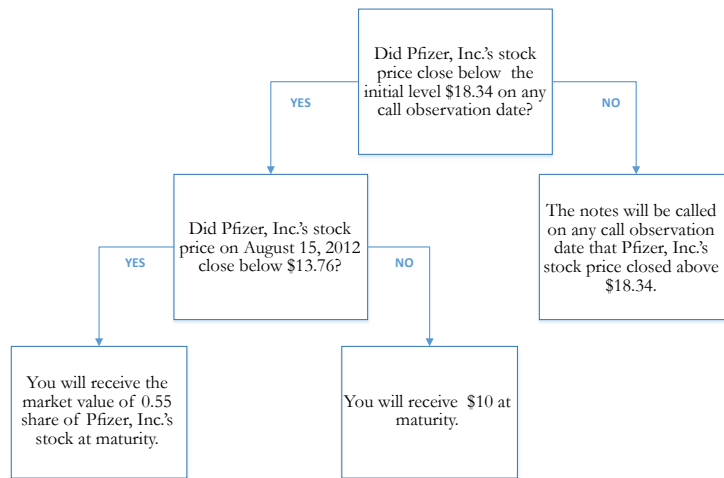 Did Pfizer, Inc.'s stock
price close below the
initial level $18.34 on any
call observation date?
YES
NO
Did Pfizer, Inc.'s stock
price on August 15, 2012
close below $13.76?
The notes will be called
on any call observation
date that Pfizer, Inc.'s
stock price closed above
$18.34.
YES
NO
You will receive the
market value of 0.55
share of Pfizer, Inc.'s
stock at maturity.
You will receive $10 at
maturity.